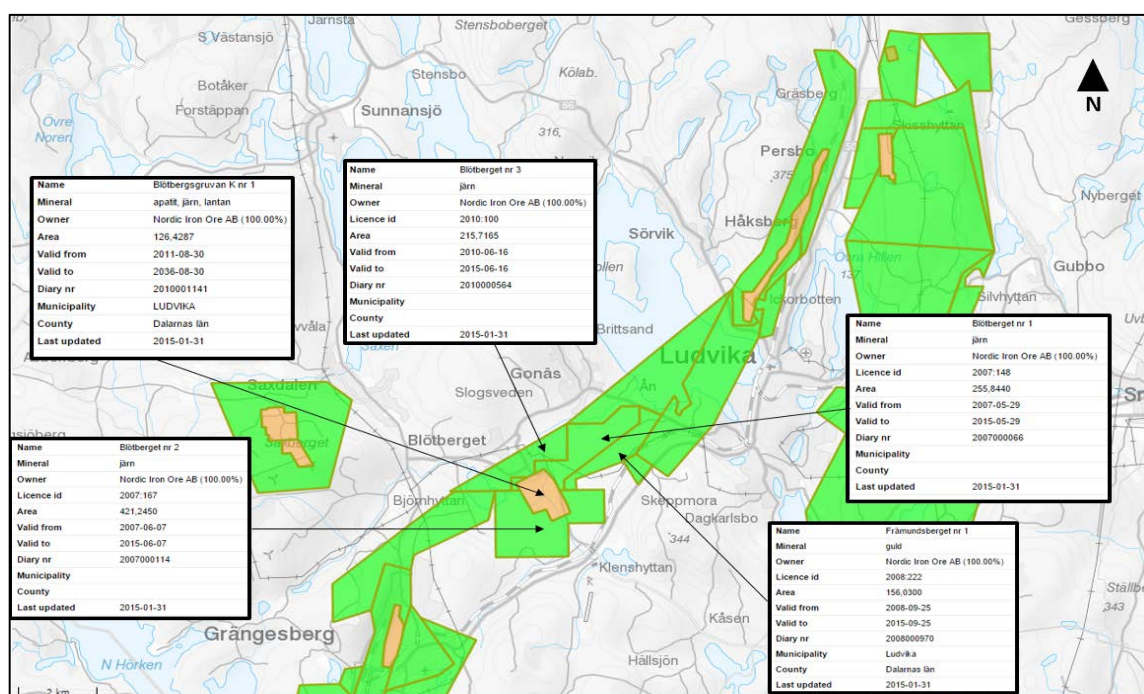 Järnsta
Gessberg
S Västansjö
Stensboberget
Botåker
Stensbo
Kölab.
Forstäppan
Sunnansjö
66
Gräsberg
N
Övre
Noren
316,
Persbo
375
Nyberget
Håksberg
Sörvik
Övra Hillen
137
Gubbo
Silvhyttan
Ickorbotten
Brittsand
Ludvika
Saxen
Gonäs
Slogsveden
Ån
Saxdalen
Blötberget
Björnhyttan
Skeppmora
Dagkarlsbo
344
Klenshyttan
Kåsen
Hällsjön
343
Grängesberg
N Hörken
2 km
Name Blötbergsgruvan K nr 1
Mineral apatit, järn, lantan
Owner Nordic Iron Ore AB (100.00%)
Area 126,4287
Valid from 2011-08-30
Valid to 2036-08-30
Diary nr 2010001141
Municipality LUDVIKA
County Dalarnas län
Last updated 2015-01-31
Name Blötberget nr 3
Mineral järn
Owner Nordic Iron Ore AB (100.00%)
Licence id 2010:100
Area 215,7165
Valid from 2010-06-16
Valid to 2015-06-16
Diary nr 2010000564
Municipality
County
Last updated 2015-01-31
Name Blötberget nr 1
Mineral järn
Owner Nordic Iron Ore AB (100.00%)
Licence id 2007:148
Area 255,8440
Valid from 2007-05-29
Valid to 2015-05-29
Diary nr 2007000066
Municipality
County
Last updated 2015-01-31
Name Blötberget nr 2
Mineral järn
Owner Nordic Iron Ore AB (100.00%)
Licence id 2007:167
Area 421,2450
Valid from 2007-06-07
Valid to 2015-06-07
Diary nr 2007000114
Municipality
County
Last updated 2015-01-31
Name Främundsberget nr 1
Mineral guld
Owner Nordic Iron Ore AB (100.00%)
Licence id 2008:222
Area 156,0300
Valid from 2008-09-25
Valid to 2015-09-25
Diary nr 2008000970
Municipality Ludvika
County Dalarnas län
Last updated 2015-01-31